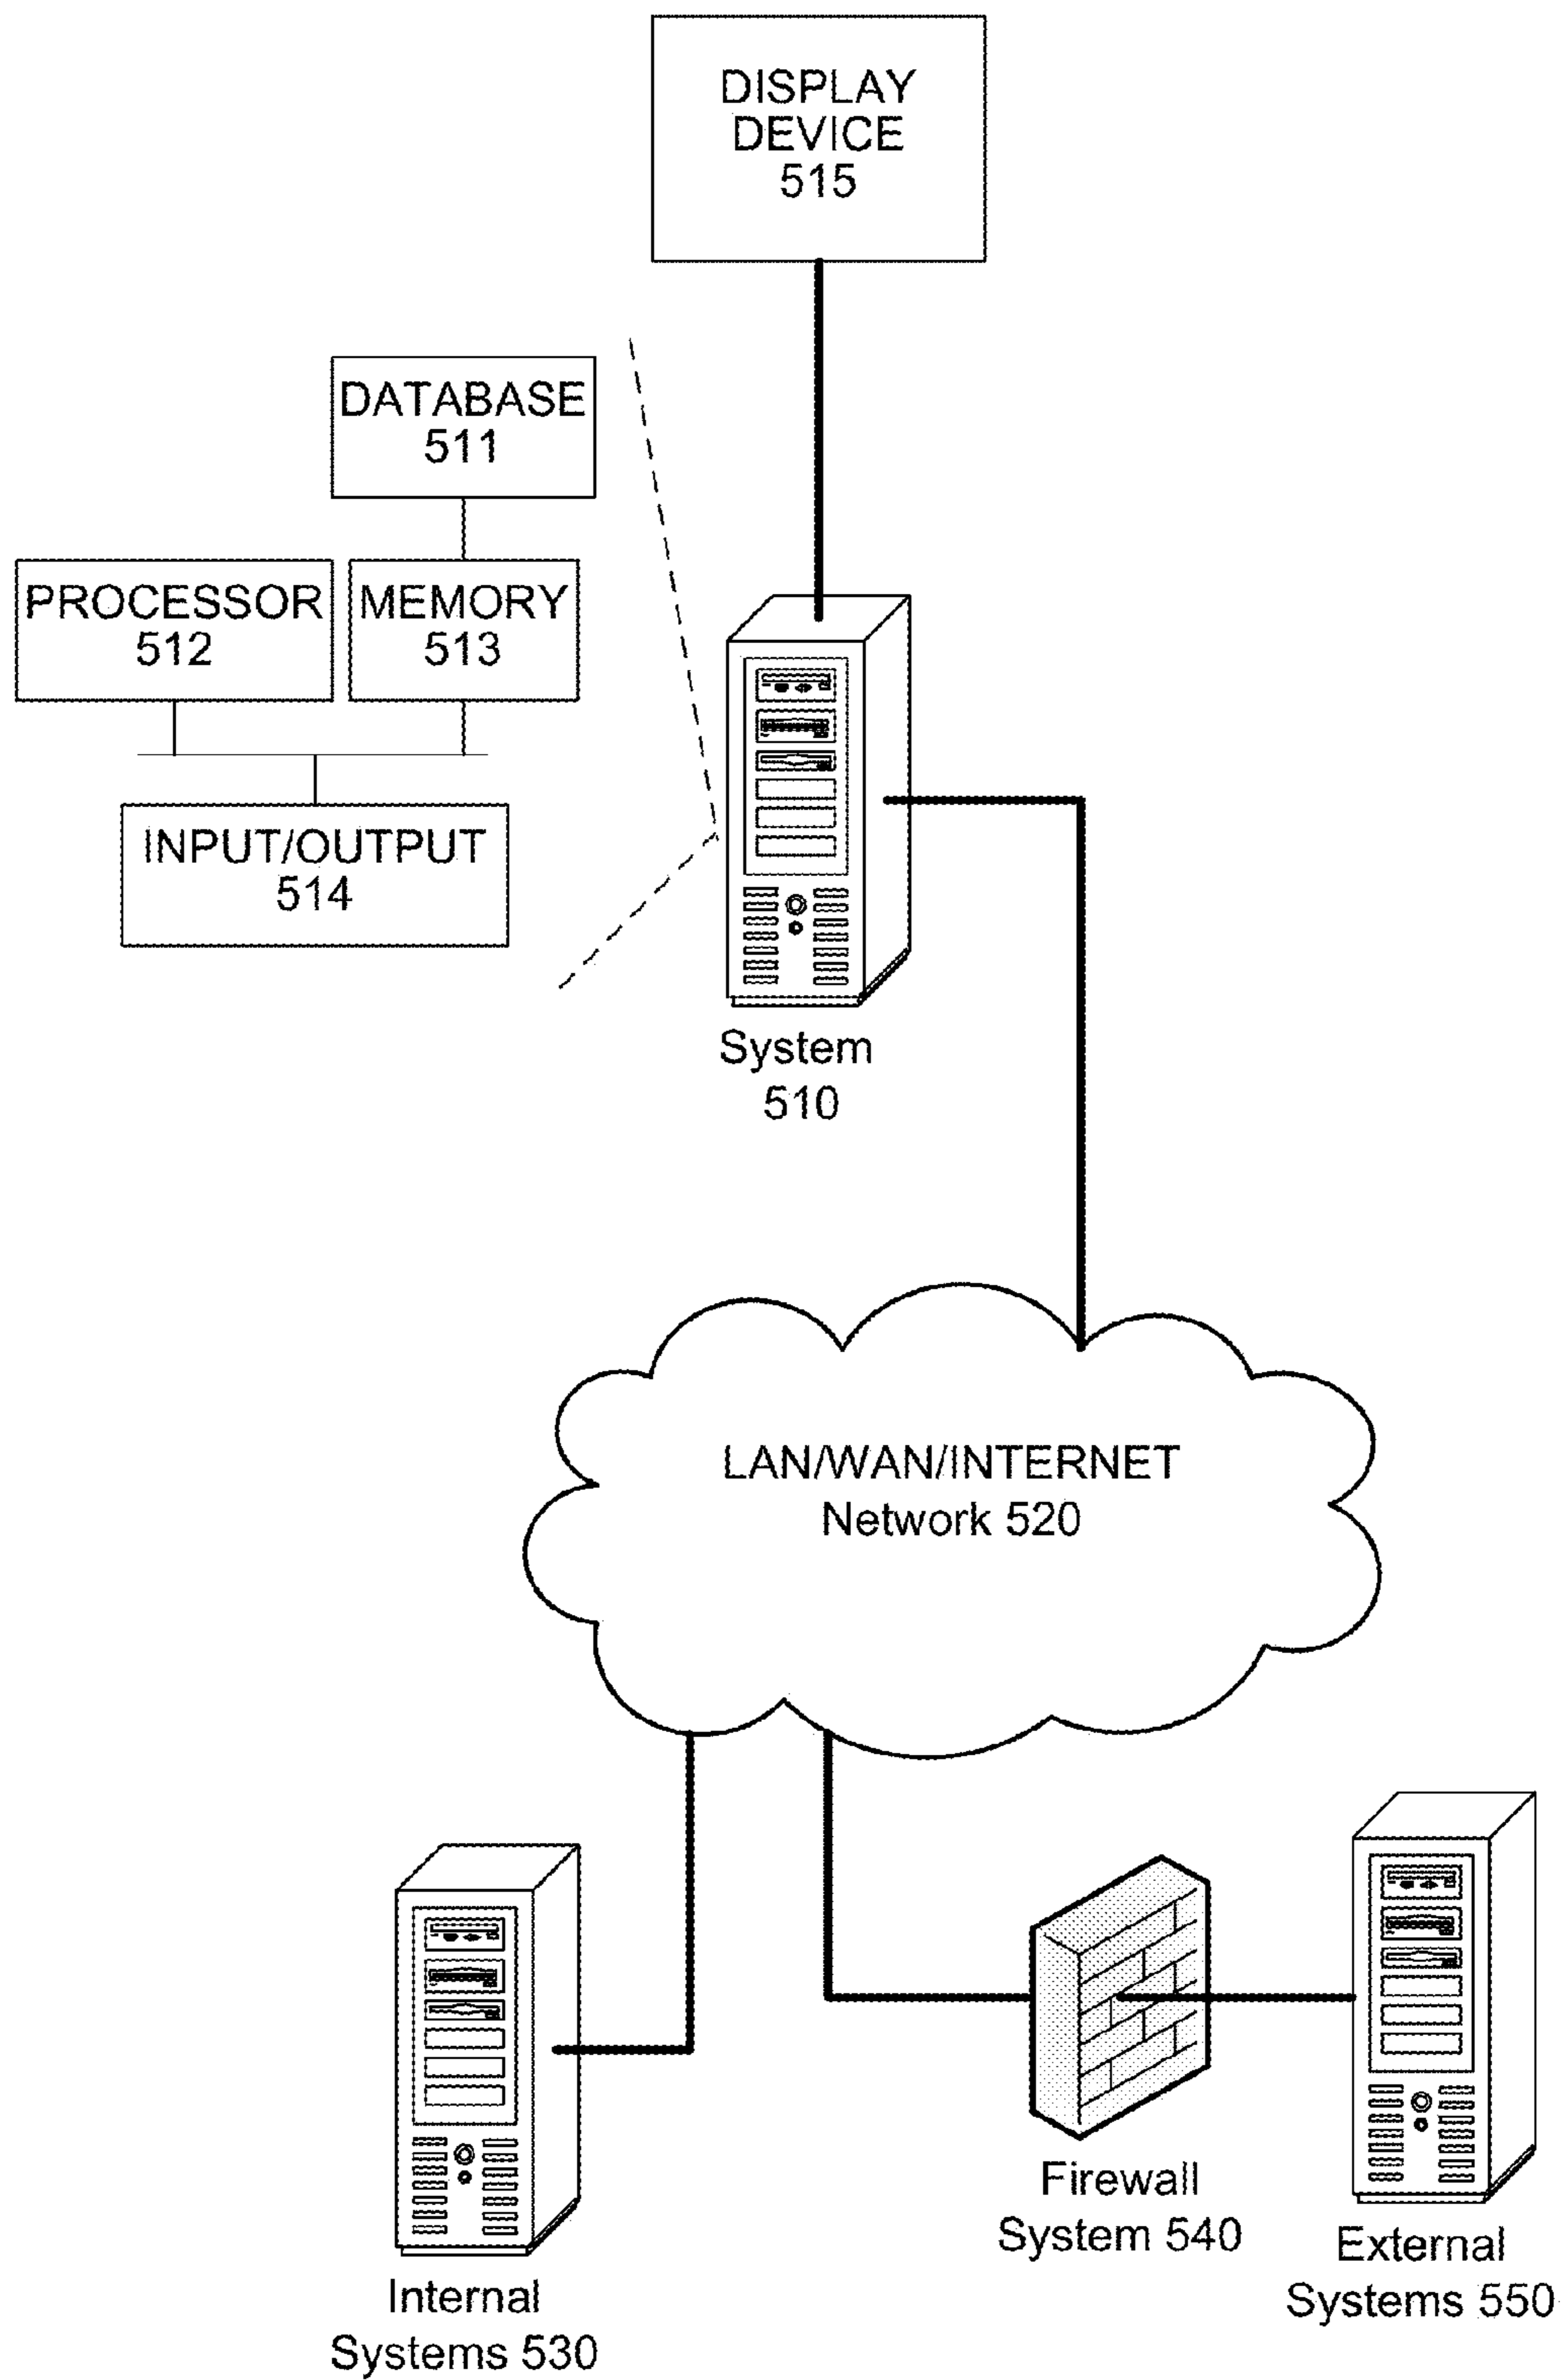 DISPLAY
DEVICE
515
DATABASE
511
PROCESSOR
512
MEMORY
513
INPUT/OUTPUT
514
System
510
LAN/WAN/INTERNET
Network 520
Internal
Systems 530
Firewall
System 540
External
Systems 550